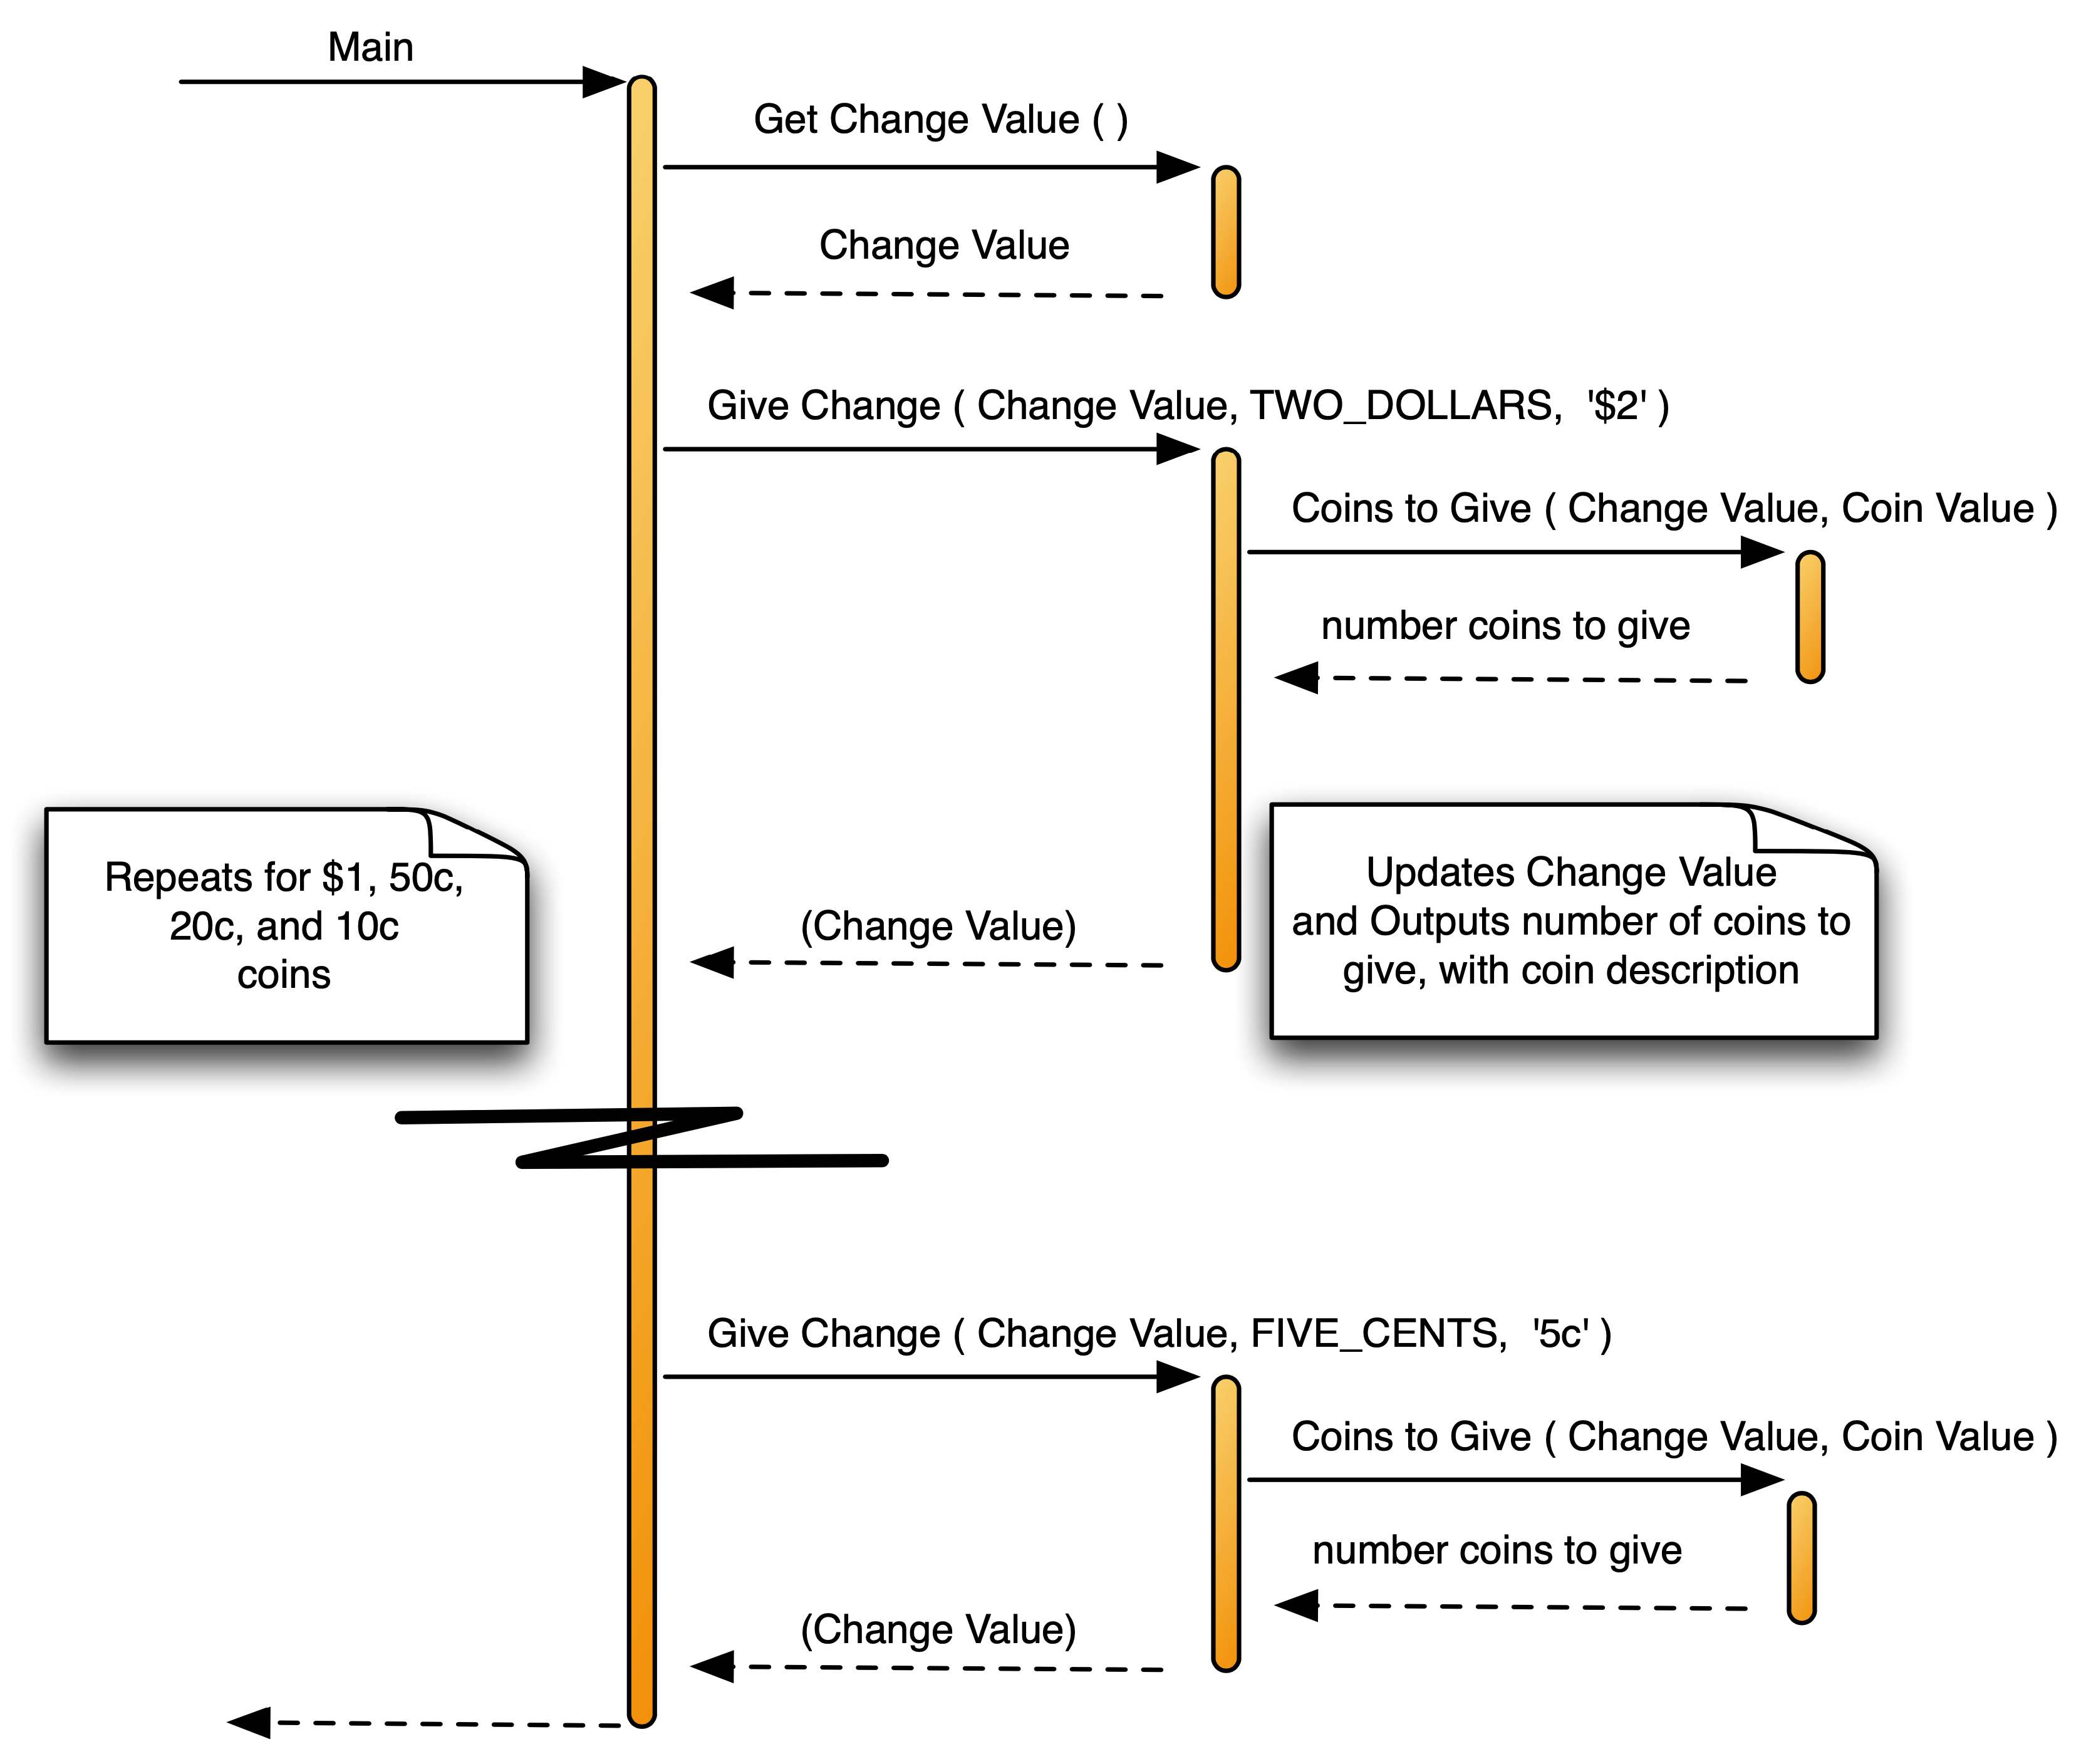 Main
Get Change Value ( )
Change Value
Give Change ( Change Value, TWO_DOLLARS,  '$2' )
Coins to Give ( Change Value, Coin Value )
number coins to give
Repeats for $1, 50c,
20c, and 10c
coins
Updates Change Value
and Outputs number of coins to
give, with coin description
(Change Value)
Give Change ( Change Value, FIVE_CENTS,  '5c' )
Coins to Give ( Change Value, Coin Value )
number coins to give
(Change Value)